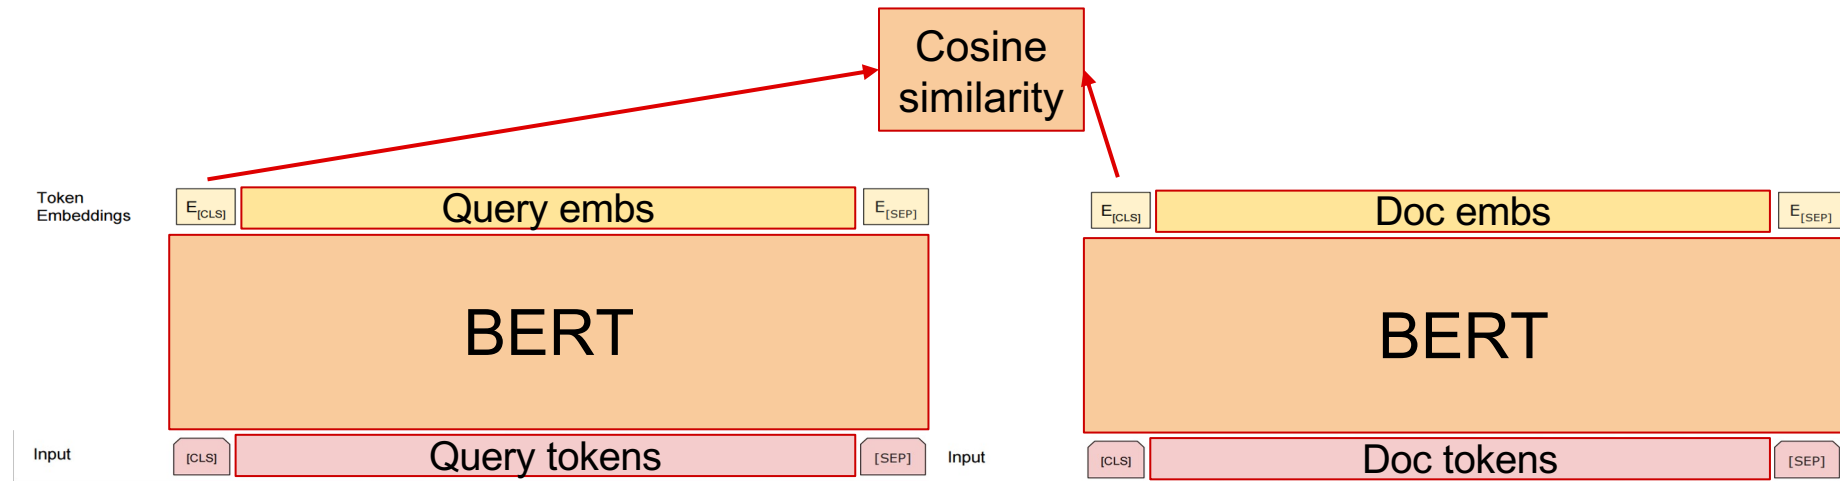 Cosine
similarity
Token
Embeddings
E[CLS]
Query embs
E[SEP]
E[CLS]
Doc embs
E[SEP]
BERT
BERT
Input
[CLS]
Query tokens
[SEP]
Input
[CLS]
Doc tokens
[SEP]